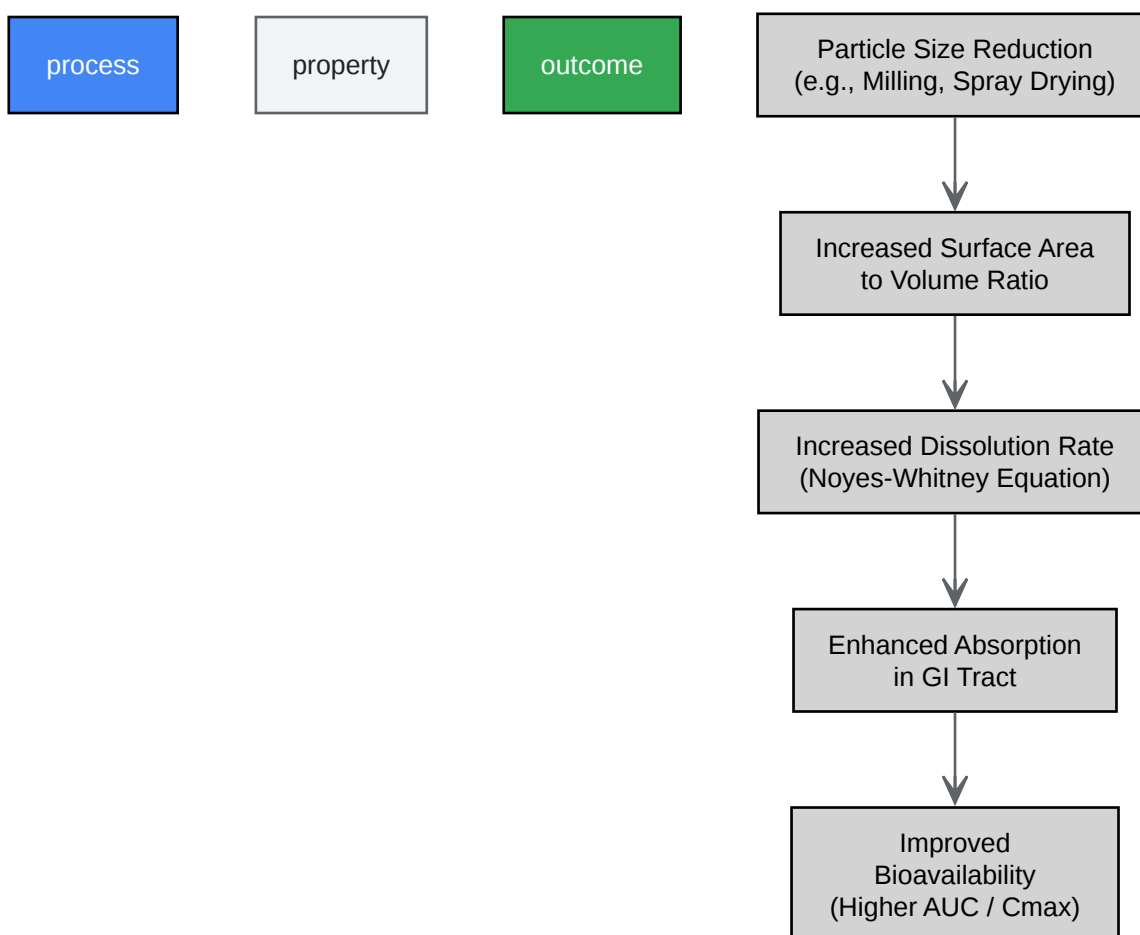 process
property
outcome
Particle Size Reduction
(e.g., Milling, Spray Drying)
Increased Surface Area
to Volume Ratio
Increased Dissolution Rate
(Noyes-Whitney Equation)
Enhanced Absorption
in GI Tract
Improved
Bioavailability
(Higher AUC / Cmax)